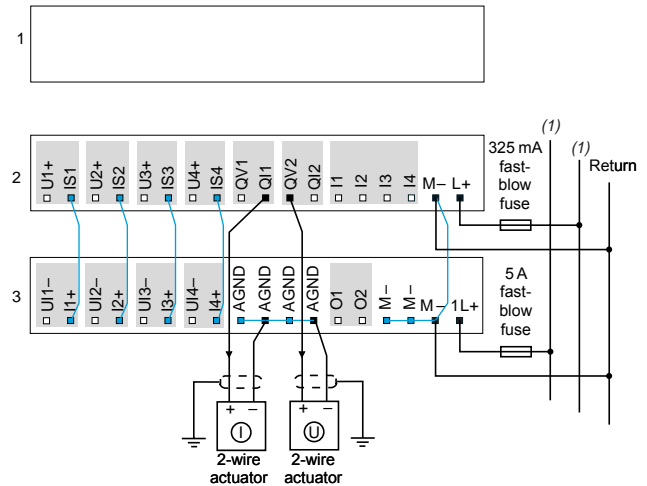 1
(1)
325 mA
fast-
blow
fuse
(1)
Return
2
U1+
IS1
U2+
IS2
U3+
IS3
U4+
IS4
QV1
QI1
QV2
QI2
I1
I2
I3
I4
M–
L+
3
UI1–
I1+
UI2–
I2+
UI3–
I3+
UI4–
I4+
AGND
AGND
AGND
AGND
O1
O2
M–
M–
M–
1L+
5 A
fast-
blow
fuse
+ –
I
2-wire
actuator
+ –
U
2-wire
actuator